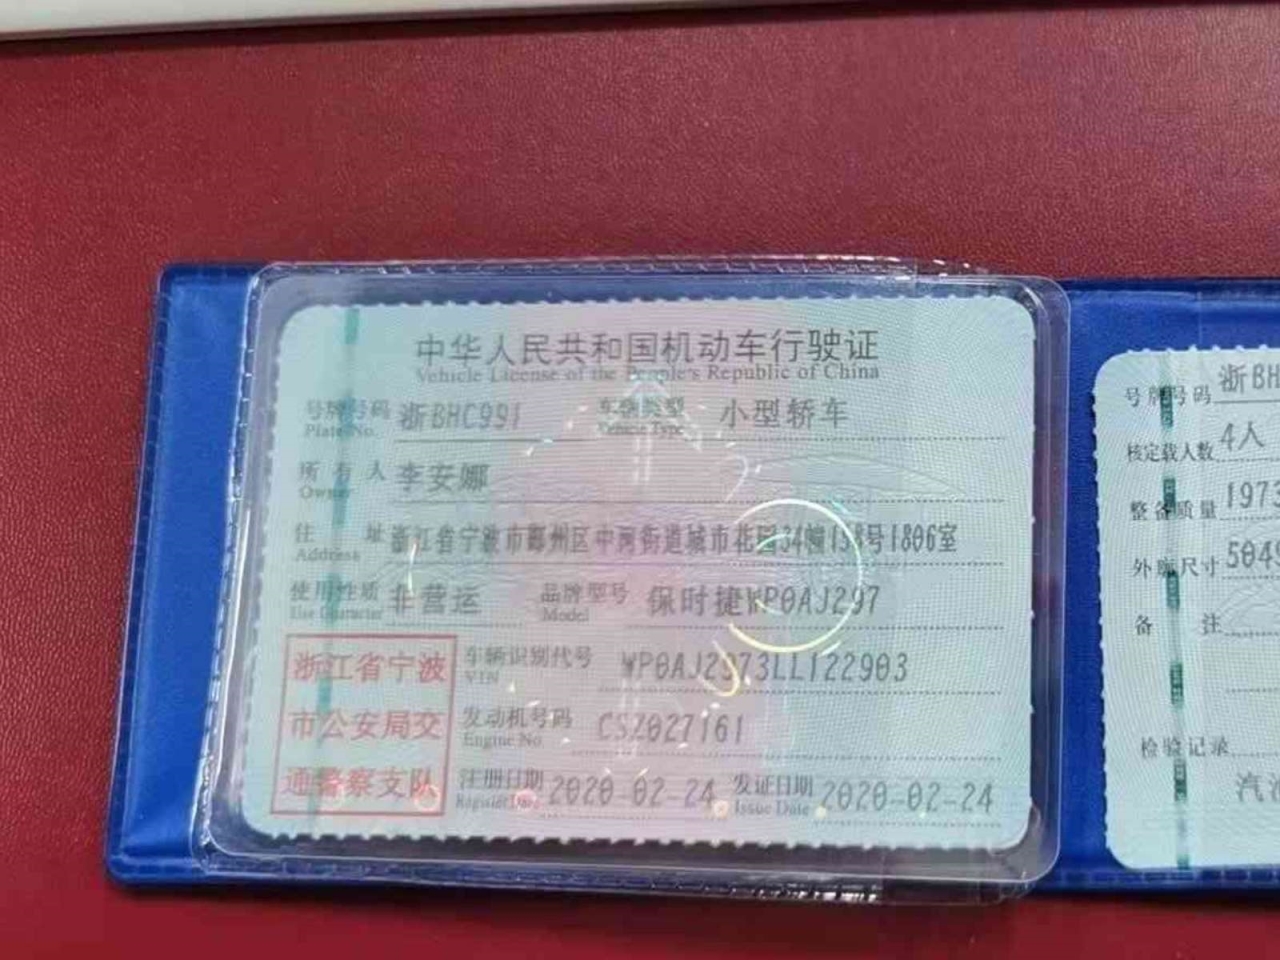 中华人民共和国机动车行驶证
Vehicle License of the People's Republic of China
号牌号码 浙BHC991 车辆类型 小型轿车
Plate No. Vehicle Type
所有人 李安娜
Owner
住址 浙江省宁波市鄞州区中河街道城市花园34幢138号1806室
Address
使用性质 非营运 品牌型号 保时捷WP0AJ297
Use Character Model
浙江省宁波
市公安局交
通警察支队
车辆识别代号 WP0AJ2973LL122903
VIN
发动机号码 CSZ027161
Engine No.
注册日期 2020-02-24 发证日期 2020-02-24
Register Date Issue Date
号牌号码 浙BH
核定载人数 4人
整备质量 197
外廓尺寸 504
备注
检验记录
汽